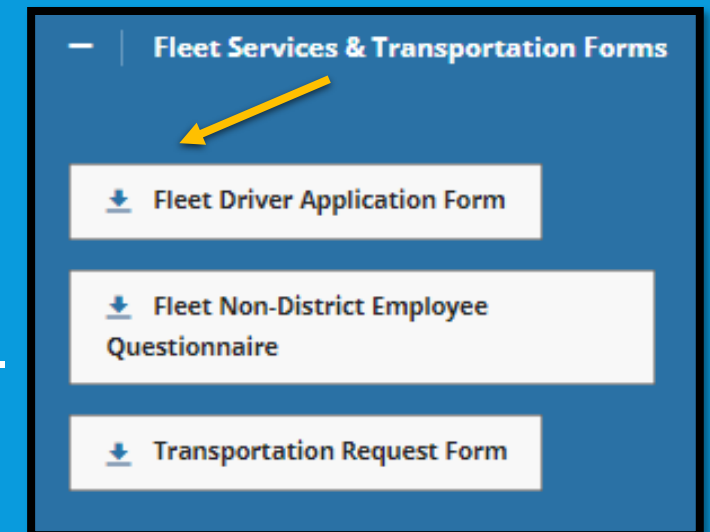 Fleet Services & Transportation Forms
Fleet Driver Application Form
Fleet Non-District Employee
Questionnaire
Transportation Request Form